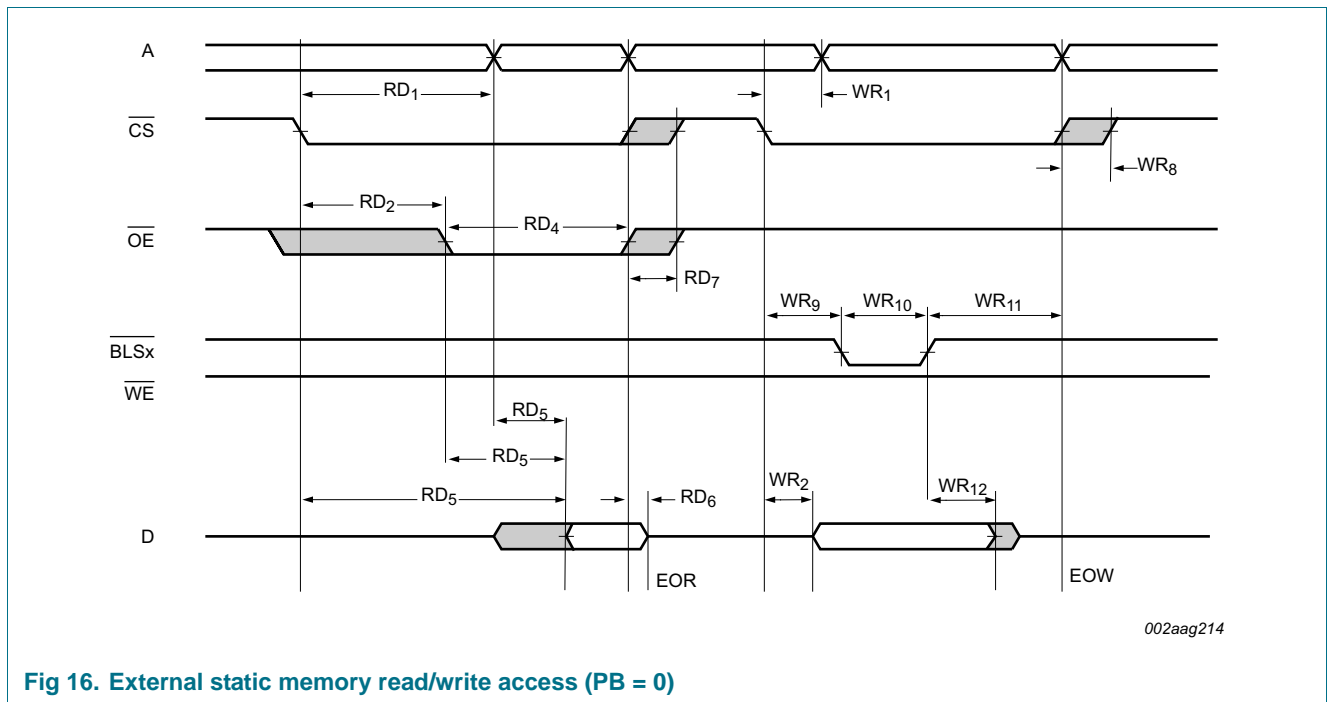 A
RD1
WR1
CS
WR8
RD2
RD4
OE
RD7
WR9
WR10
WR11
BLSx
WE
RD5
RD5
RD5
WR2
WR12
RD6
D
EOR
EOW
002aag214
Fig 16. External static memory read/write access (PB = 0)